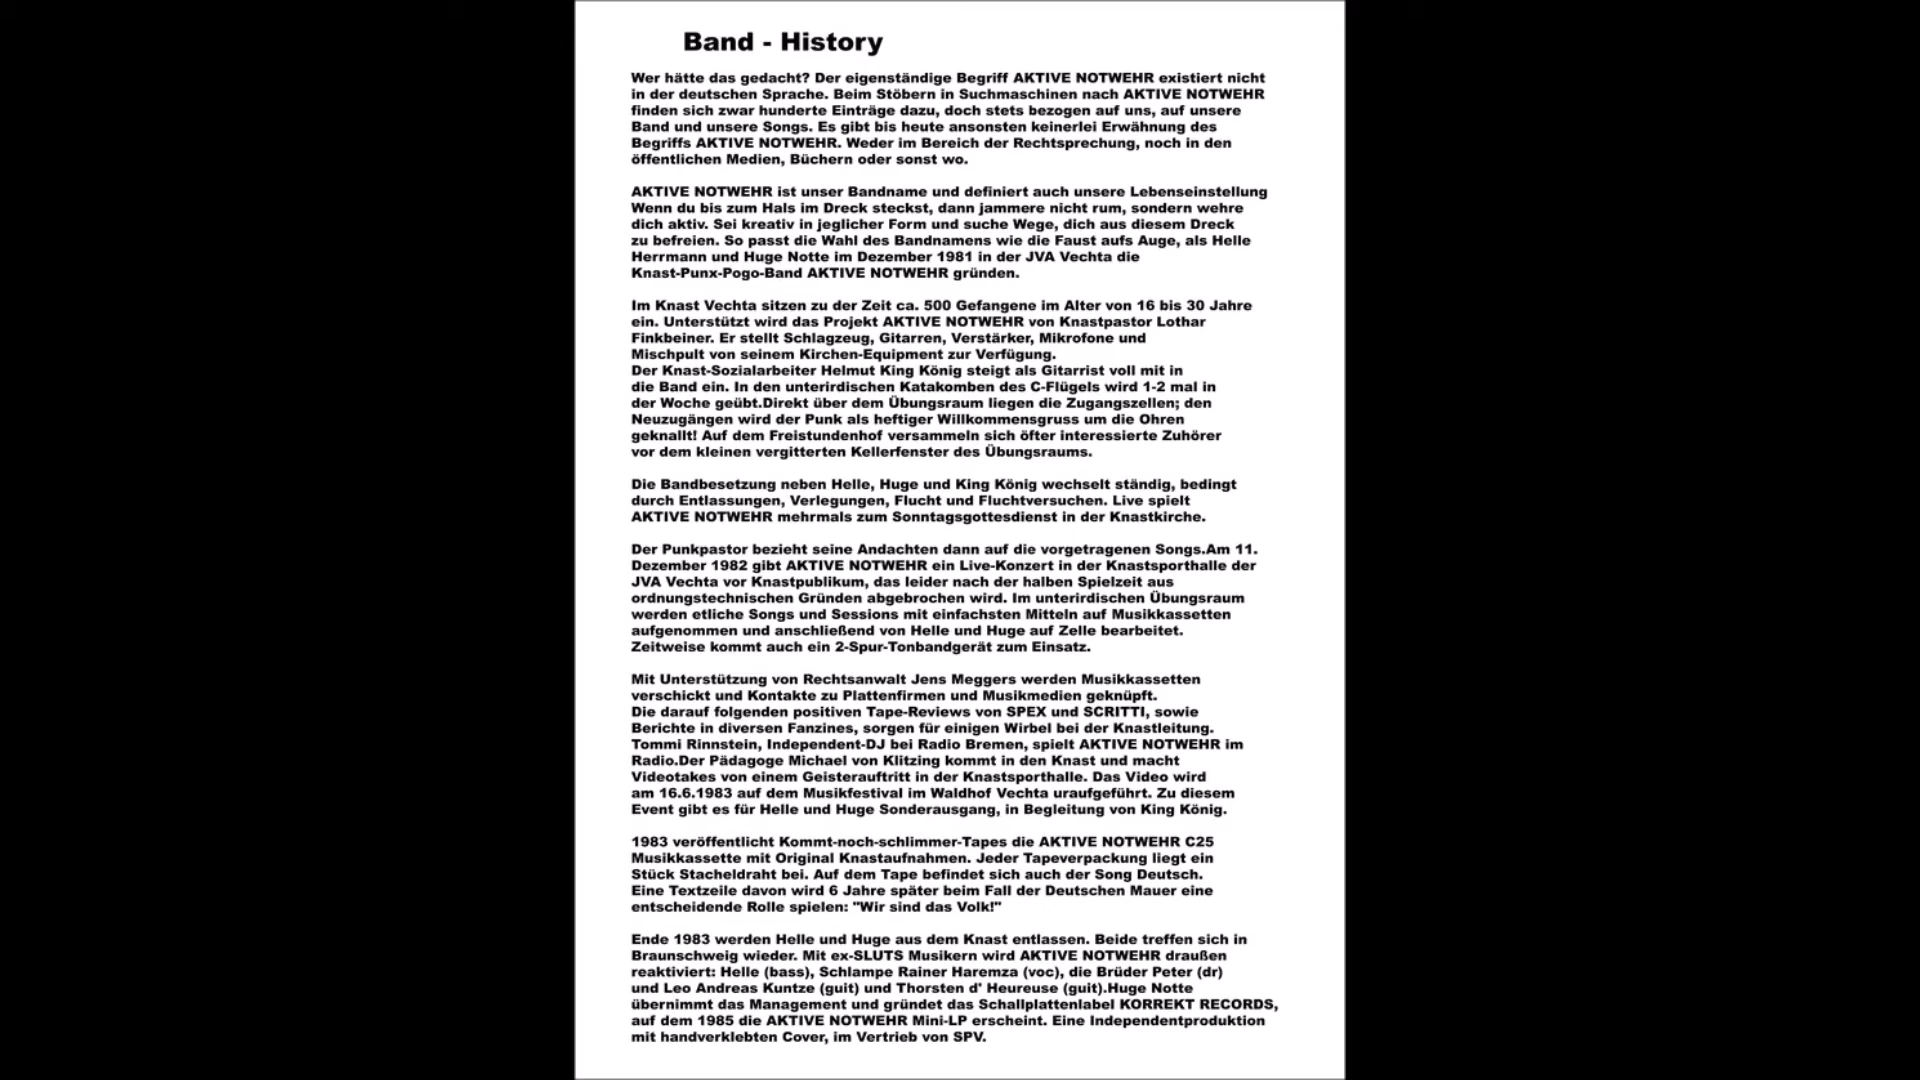 Band - History
Wer hätte das gedacht? Der eigenständige Begriff AKTIVE NOTWEHR existiert nicht
in der deutschen Sprache. Beim Stöbern in Suchmaschinen nach AKTIVE NOTWEHR
finden sich zwar hunderte Einträge dazu, doch stets bezogen auf uns, auf unsere
Band und unsere Songs. Es gibt bis heute ansonsten keinerlei Erwähnung des
Begriffs AKTIVE NOTWEHR. Weder im Bereich der Rechtsprechung, noch in den
öffentlichen Medien, Büchern oder sonst wo.
AKTIVE NOTWEHR ist unser Bandname und definiert auch unsere Lebenseinstellung
Wenn du bis zum Hals im Dreck steckst, dann jammere nicht rum, sondern wehre
dich aktiv. Sei kreativ in jeglicher Form und suche Wege, dich aus diesem Dreck
zu befreien. So passt die Wahl des Bandnamens wie die Faust aufs Auge, als Helle
Herrmann und Huge Notte im Dezember 1981 in der JVA Vechta die
Knast-Punx-Pogo-Band AKTIVE NOTWEHR gründen.
Im Knast Vechta sitzen zu der Zeit ca. 500 Gefangene im Alter von 16 bis 30 Jahre
ein. Unterstützt wird das Projekt AKTIVE NOTWEHR von Knastpastor Lothar
Finkbeiner. Er stellt Schlagzeug, Gitarren, Verstärker, Mikrofone und
Mischpult von seinem Kirchen-Equipment zur Verfügung.
Der Knast-Sozialarbeiter Helmut King König steigt als Gitarrist voll mit in
die Band ein. In den unterirdischen Katakomben des C-Flügels wird 1-2 mal in
der Woche geübt.Direkt über dem Übungsraum liegen die Zugangszellen; den
Neuzugängen wird der Punk als heftiger Willkommensgruss um die Ohren
geknallt! Auf dem Freistundenhof versammeln sich öfter interessierte Zuhörer
vor dem kleinen vergitterten Kellerfenster des Übungsraums.
Die Bandbesetzung neben Helle, Huge und King König wechselt ständig, bedingt
durch Entlassungen, Verlegungen, Flucht und Fluchtversuchen. Live spielt
AKTIVE NOTWEHR mehrmals zum Sonntagsgottesdienst in der Knastkirche.
Der Punkpastor bezieht seine Andachten dann auf die vorgetragenen Songs.Am 11.
Dezember 1982 gibt AKTIVE NOTWEHR ein Live-Konzert in der Knastsporthalle der
JVA Vechta vor Knastpublikum, das leider nach der halben Spielzeit aus
ordnungstechnischen Gründen abgebrochen wird. Im unterirdischen Übungsraum
werden etliche Songs und Sessions mit einfachsten Mitteln auf Musikkassetten
aufgenommen und anschließend von Helle und Huge auf Zelle bearbeitet.
Zeitweise kommt auch ein 2-Spur-Tonbandgerät zum Einsatz.
Mit Unterstützung von Rechtsanwalt Jens Meggers werden Musikkassetten
verschickt und Kontakte zu Plattenfirmen und Musikmedien geknüpft.
Die darauf folgenden positiven Tape-Reviews von SPEX und SCRITTI, sowie
Berichte in diversen Fanzines, sorgen für einigen Wirbel bei der Knastleitung.
Tommi Rinnstein, Independent-DJ bei Radio Bremen, spielt AKTIVE NOTWEHR im
Radio.Der Pädagoge Michael von Klitzing kommt in den Knast und macht
Videotakes von einem Geisterauftritt in der Knastsporthalle. Das Video wird
am 16.6.1983 auf dem Musikfestival im Waldhof Vechta uraufgeführt. Zu diesem
Event gibt es für Helle und Huge Sonderausgang, in Begleitung von King König.
1983 veröffentlicht Kommt-noch-schlimmer-Tapes die AKTIVE NOTWEHR C25
Musikkassette mit Original Knastaufnahmen. Jeder Tapeverpackung liegt ein
Stück Stacheldraht bei. Auf dem Tape befindet sich auch der Song Deutsch.
Eine Textzeile davon wird 6 Jahre später beim Fall der Deutschen Mauer eine
entscheidende Rolle spielen: "Wir sind das Volk!"
Ende 1983 werden Helle und Huge aus dem Knast entlassen. Beide treffen sich in
Braunschweig wieder. Mit ex-SLUTS Musikern wird AKTIVE NOTWEHR draußen
reaktiviert: Helle (bass), Schlampe Rainer Haremza (voc), die Brüder Peter (dr)
und Leo Andreas Kuntze (guit) und Thorsten d' Heureuse (guit).Huge Notte
übernimmt das Management und gründet das Schallplattenlabel KORREKT RECORDS,
auf dem 1985 die AKTIVE NOTWEHR Mini-LP erscheint. Eine Independentproduktion
mit handverklebten Cover, im Vertrieb von SPV.